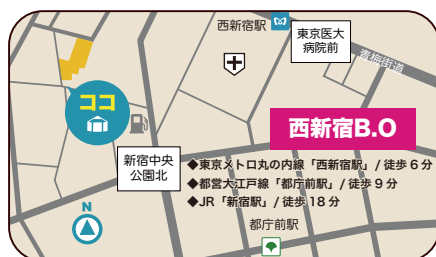 西新宿駅
東京医大
病院前
青梅街道
ココ
西新宿B.O
新宿中央
公園北
◆東京メトロ丸の内線「西新宿駅」/ 徒歩6分
◆都営大江戸線「都庁前駅」/ 徒歩9分
◆JR「新宿駅」/ 徒歩18分
N
都庁前駅